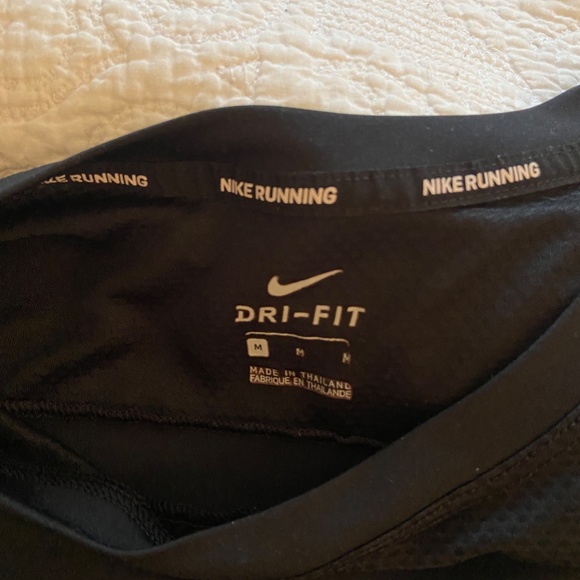 KE RUNNING NIKE RUNNING NIKE RUNNING
DRI-FIT
M M M
MADE IN THAILAND
FABRIQUE EN THAILANDE